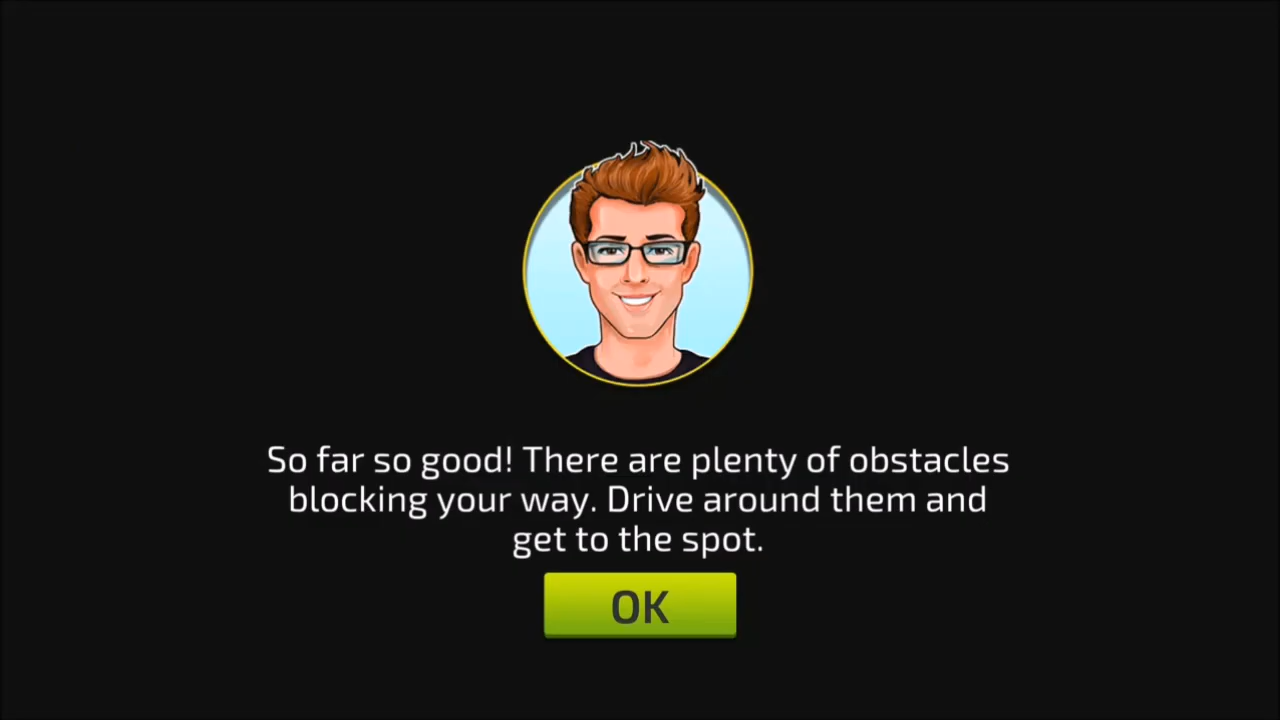 So far so good! There are plenty of obstacles
blocking your way. Drive around them and
get to the spot.
OK